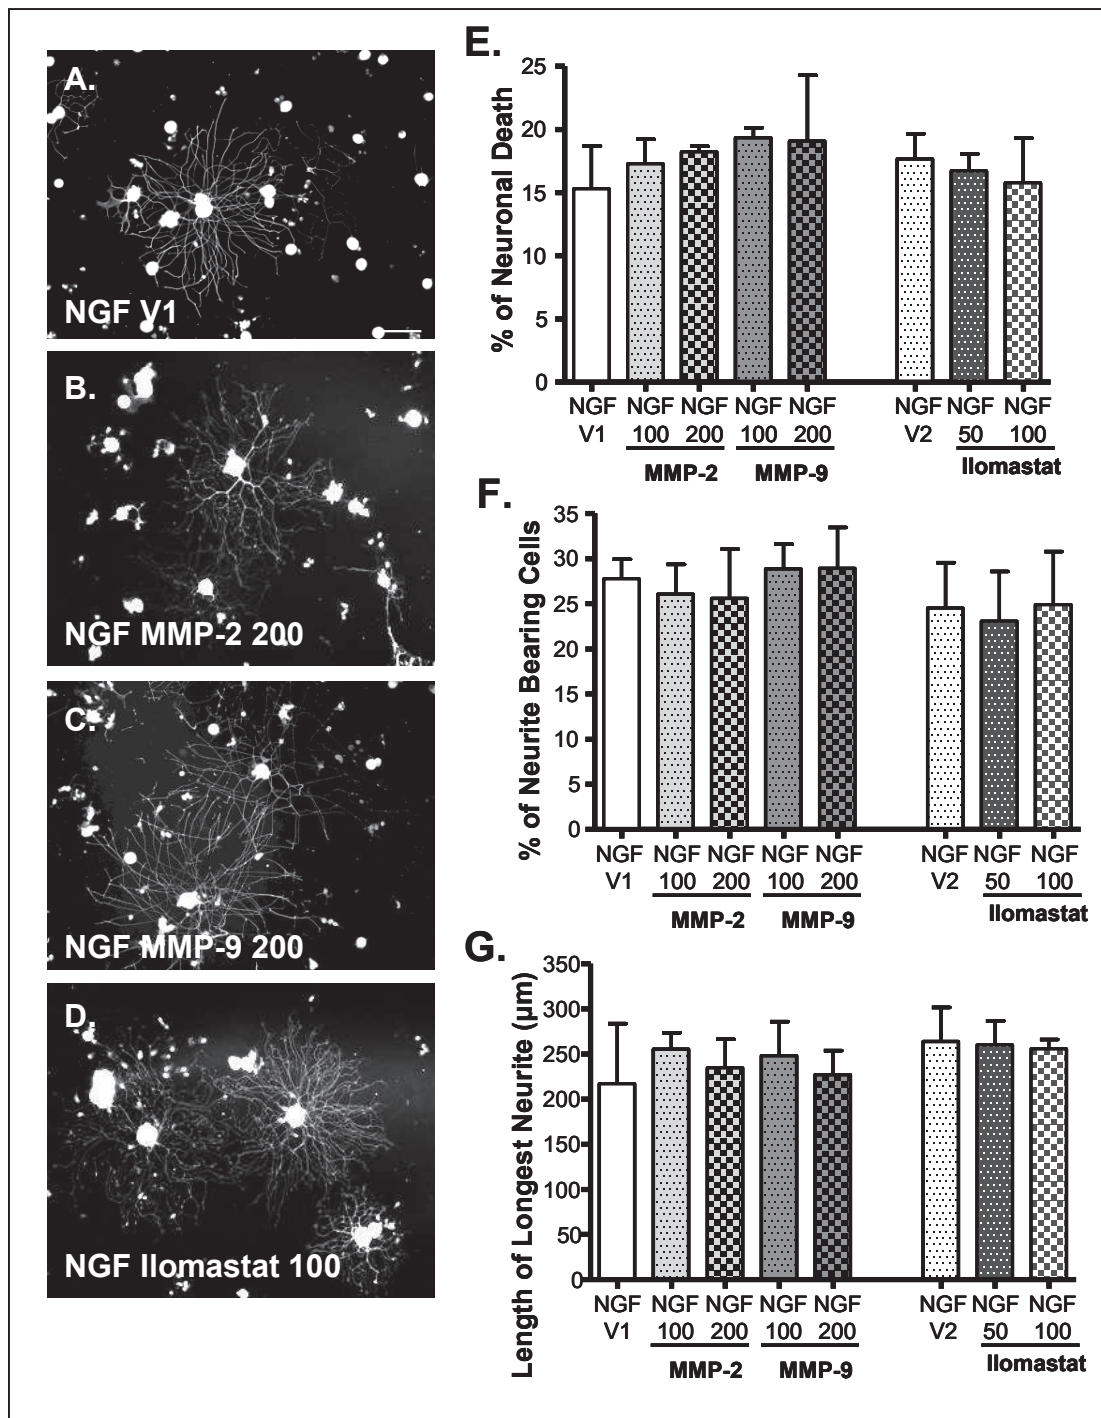 A.
NGF V1
B.
NGF MMP-2 200
C.
NGF MMP-9 200
D.
NGF Ilomastat 100
E.
% of Neuronal Death
25
20
15
10
5
0
NGF NGF NGF NGF NGF NGF NGF NGF
V1 100 200 100 200 V2 50 100
MMP-2 MMP-9 Ilomastat
F.
% of Neurite Bearing Cells
35
30
25
20
15
10
5
0
NGF NGF NGF NGF NGF NGF NGF NGF
V1 100 200 100 200 V2 50 100
MMP-2 MMP-9 Ilomastat
G.
Length of Longest Neurite (µm)
350
300
250
200
150
100
50
0
NGF NGF NGF NGF NGF NGF NGF NGF
V1 100 200 100 200 V2 50 100
MMP-2 MMP-9 Ilomastat